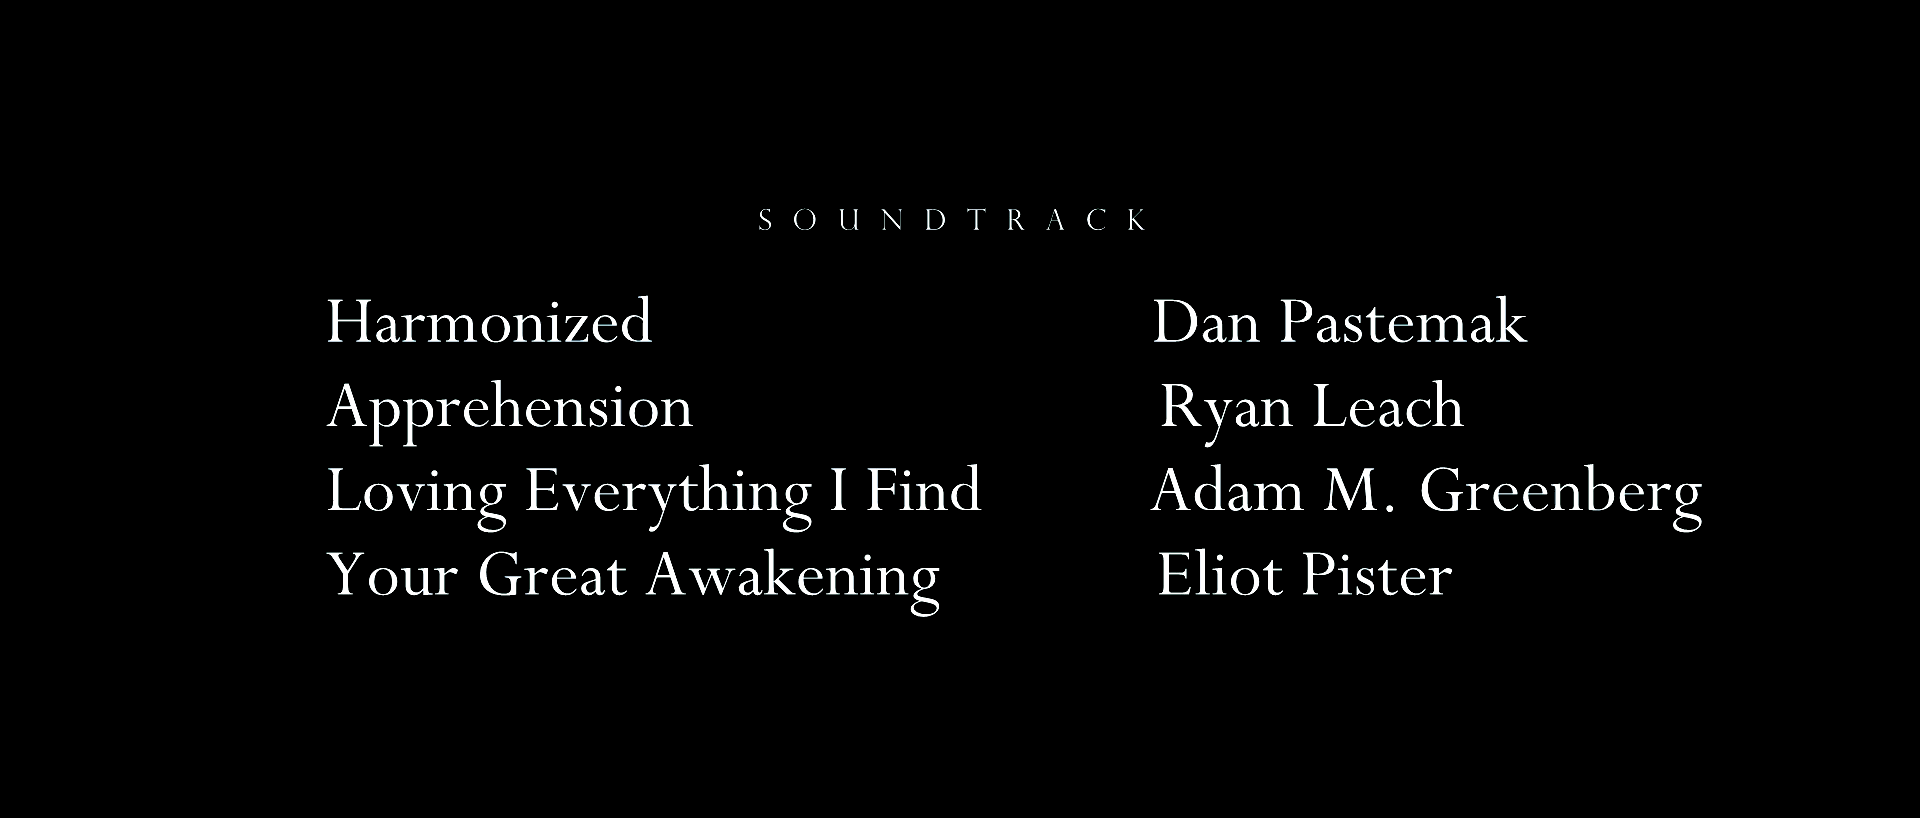 SOUNDTRACK
Harmonized Dan Pastemak
Apprehension Ryan Leach
Loving Everything I Find Adam M. Greenberg
Your Great Awakening Eliot Pister